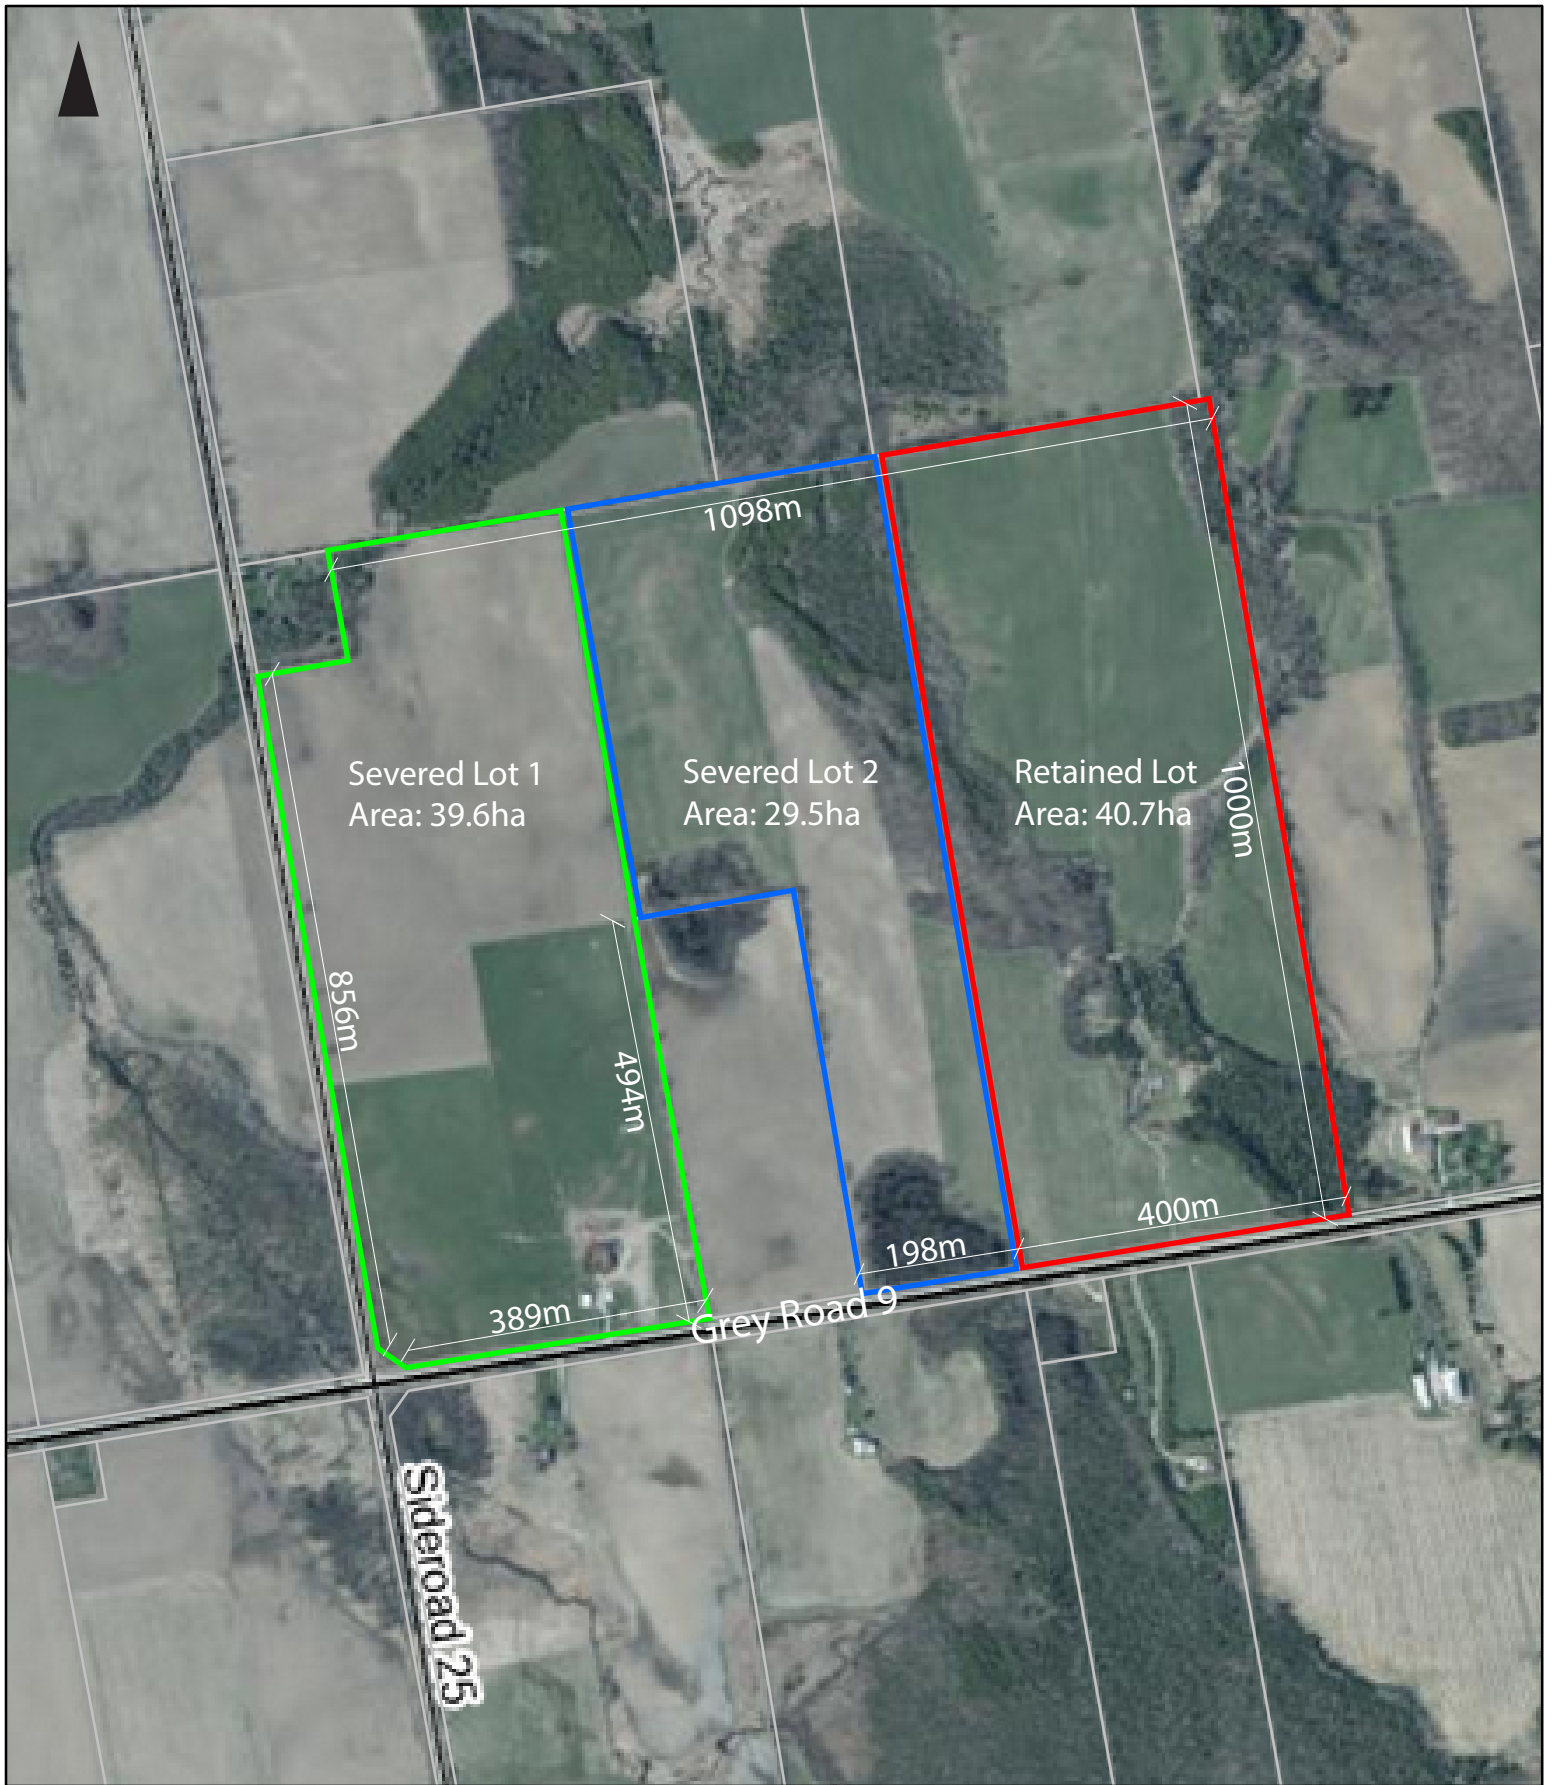 1098m
Severed Lot 1
Area: 39.6ha
Severed Lot 2
Area: 29.5ha
Retained Lot
Area: 40.7ha
1000m
856m
494m
400m
198m
389m
Grey Road 9
Sideroad 25